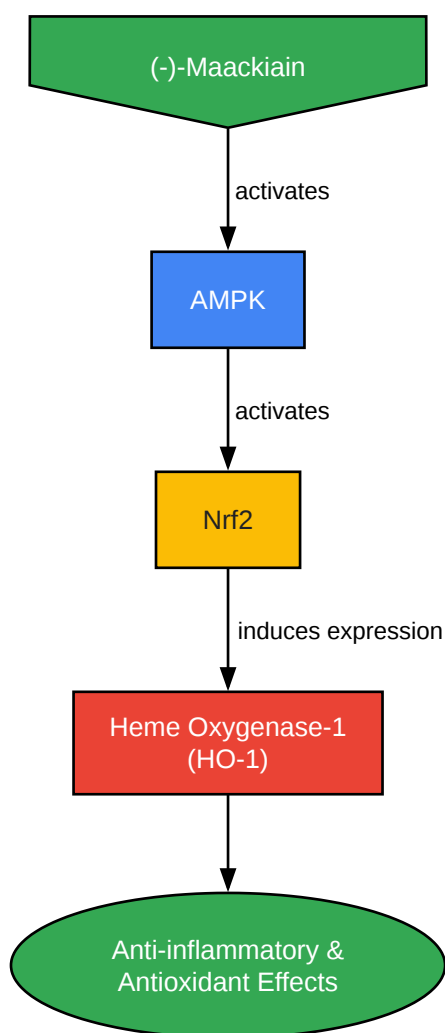 (-)-Maackiain
activates
AMPK
activates
Nrf2
induces expression
Heme Oxygenase-1
(HO-1)
Anti-inflammatory &
Antioxidant Effects